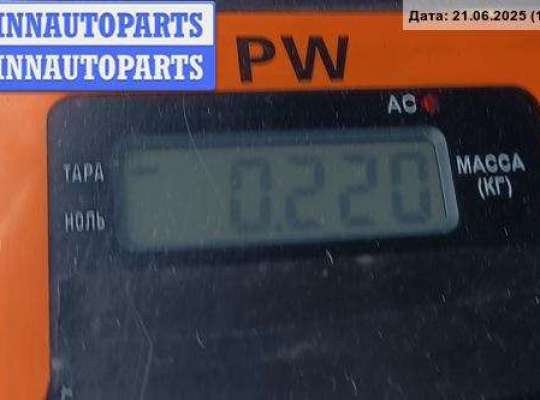 INNAUTOPARTS
INNAUTOPARTS
Дата: 21.06.2025 (1
PW
AC
ТАРА
0.220
МАССА
(КГ)
НОЛЬ